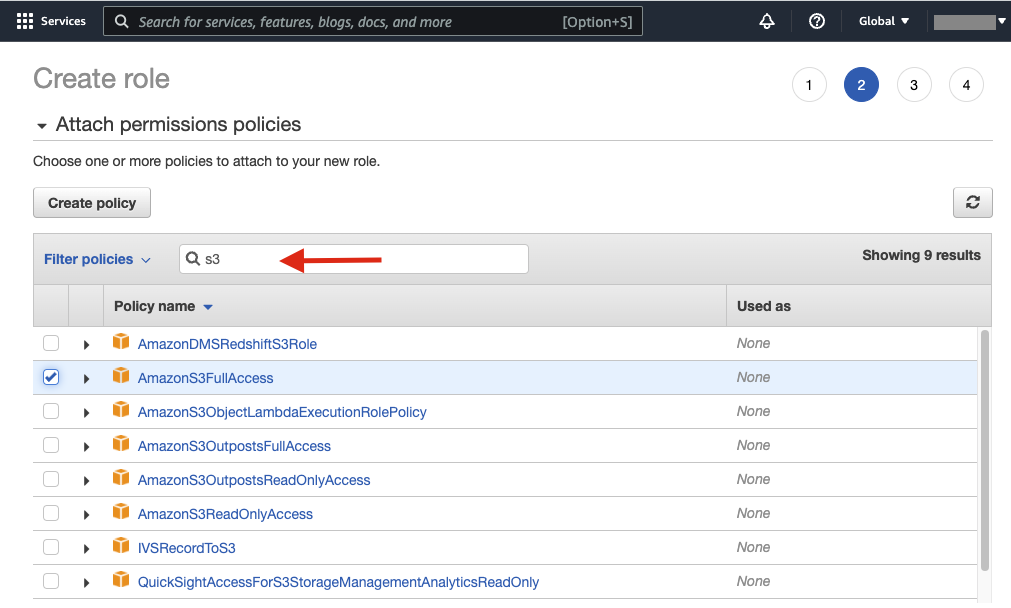 Services
Search for services, features, blogs, docs, and more [Option+S]
Global
Create role
1 2 3 4
Attach permissions policies
Choose one or more policies to attach to your new role.
Create policy
Filter policies
s3
Showing 9 results
Policy name Used as
AmazonDMSRedshiftS3Role None
AmazonS3FullAccess None
AmazonS3ObjectLambdaExecutionRolePolicy None
AmazonS3OutpostsFullAccess None
AmazonS3OutpostsReadOnlyAccess None
AmazonS3ReadOnlyAccess None
IVSRecordToS3 None
QuickSightAccessForS3StorageManagementAnalyticsReadOnly None